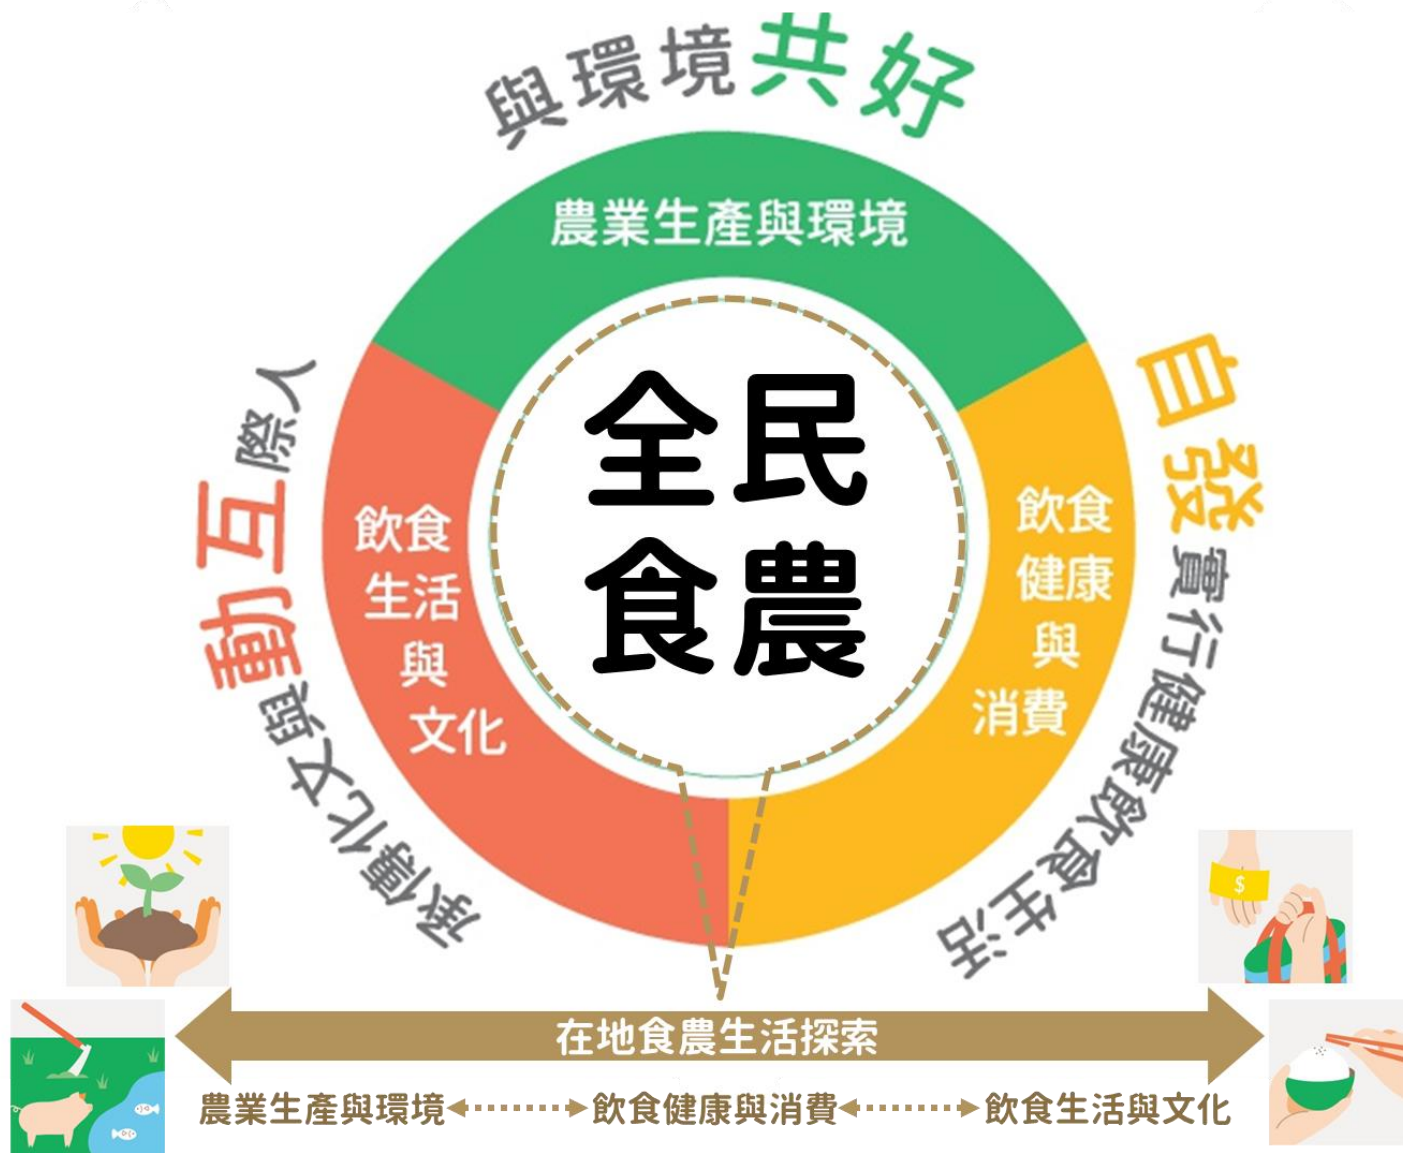 與環境共好
農業生產與環境
自發實行健康飲食生活
飲食
健康
與
消費
人際互動與文化傳承
飲食
生活
與
文化
全民
食農
$
在地食農生活探索
農業生產與環境
飲食健康與消費
飲食生活與文化